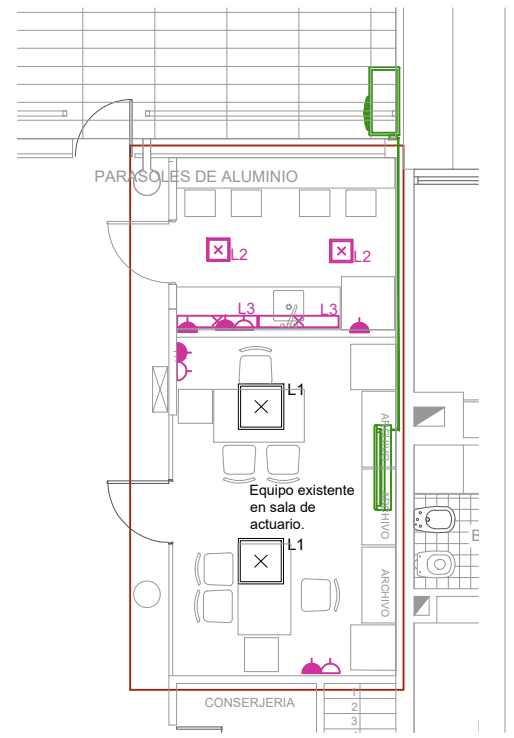 PARASOLES DE ALUMINIO
L2
L2
L3
L3
L1
ARCHIVO
Equipo existente
en sala de
actuario.
ARCHIVO
L1
B
ARCHIVO
CONSERJERIA
1
2
3